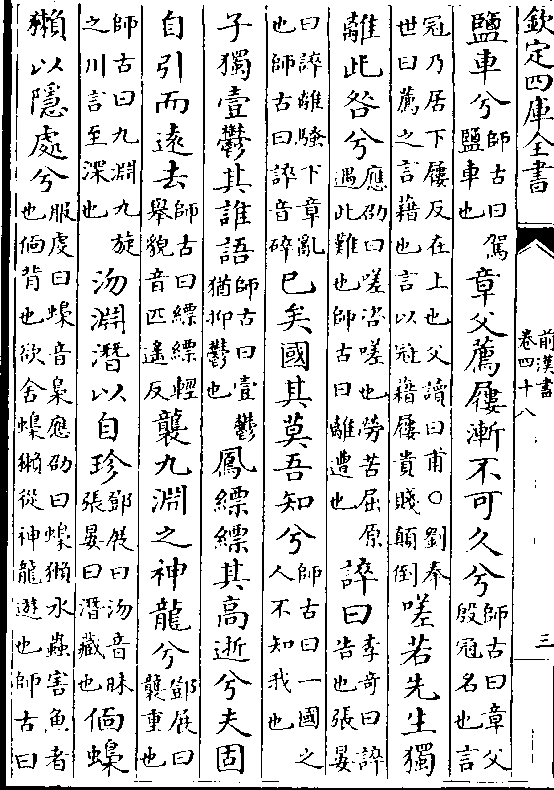 欽定四庫全書
前漢書
卷四十八
三
鹽車兮師古曰駕鹽車也章父薦屨漸不可久兮師古曰章父殷冠名也言
冠乃居下屨反在上也父讀曰甫○劉奉世曰薦之言藉也言以冠藉屨貴賤顛倒嗟若先生獨
離此咎兮應劭曰嗟咨嗟也勞苦屈原遇此難也師古曰離遭也誶曰李奇曰誶告也張晏
曰誶離騷下章亂也師古曰誶音碎已矣國其莫吾知兮師古曰一國之人不知我也
子獨壹鬱其誰語師古曰壹鬱猶抑鬱也鳳縹縹其高逝兮夫固
自引而遠去師古曰縹縹輕舉貌音匹遙反襲九淵之神龍兮鄧展曰襲重也
師古曰九淵九旋之川言至深也沕淵潛以自珍鄧展曰沕音昧張晏曰潛藏也偭蟂
獺以隱處兮服虔曰蟂音梟應劭曰蟂獺水蟲害魚者也偭背也欲舍蟂獺從神龍遊也師古曰